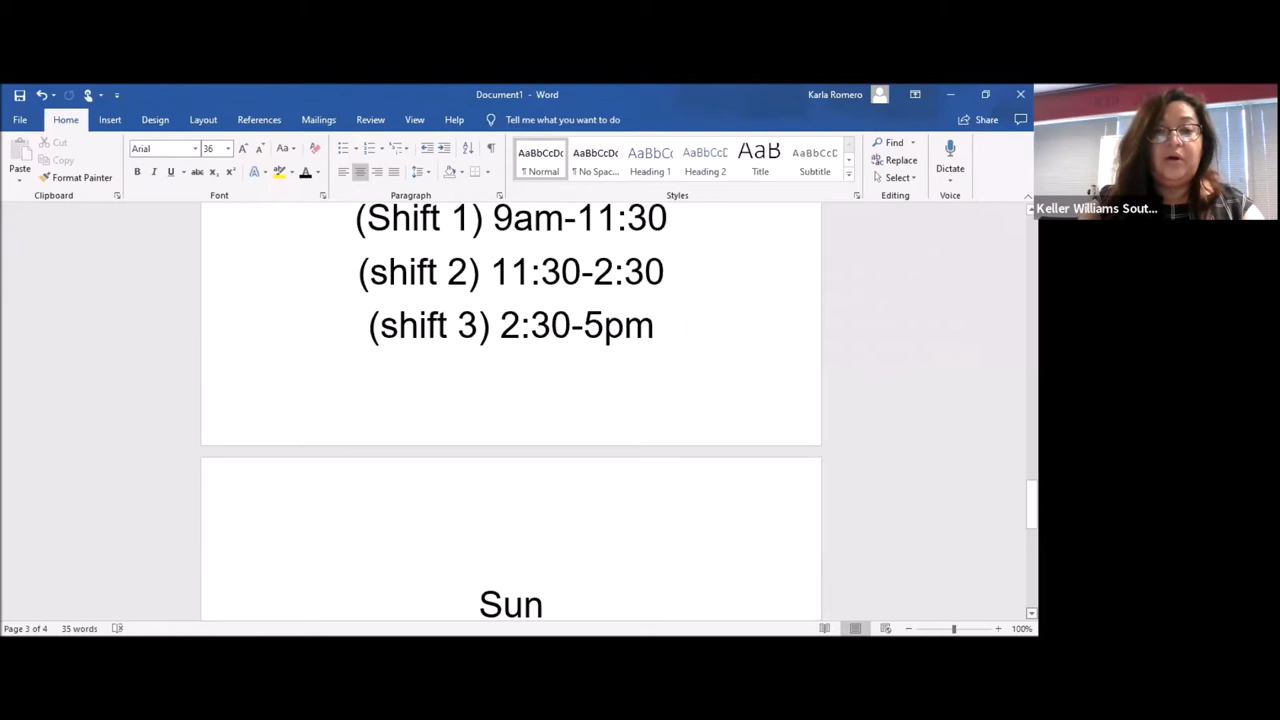 Document1 - Word
Karla Romero
File Home Insert Design Layout References Mailings Review View Help Tell me what you want to do Share
Paste
Cut
Copy
Format Painter
Clipboard
Arial 36
Font
Paragraph
AaBbCcDc AaBbCcDc AaBbCc AaBbCcD AaB AaBbCcD
¶ Normal ¶ No Spac... Heading 1 Heading 2 Title Subtitle
Styles
Find
Replace
Select
Editing
Dictate
Voice
Keller Williams Sout...
(Shift 1) 9am-11:30
(shift 2) 11:30-2:30
(shift 3) 2:30-5pm
Sun
Page 3 of 4 35 words 100%